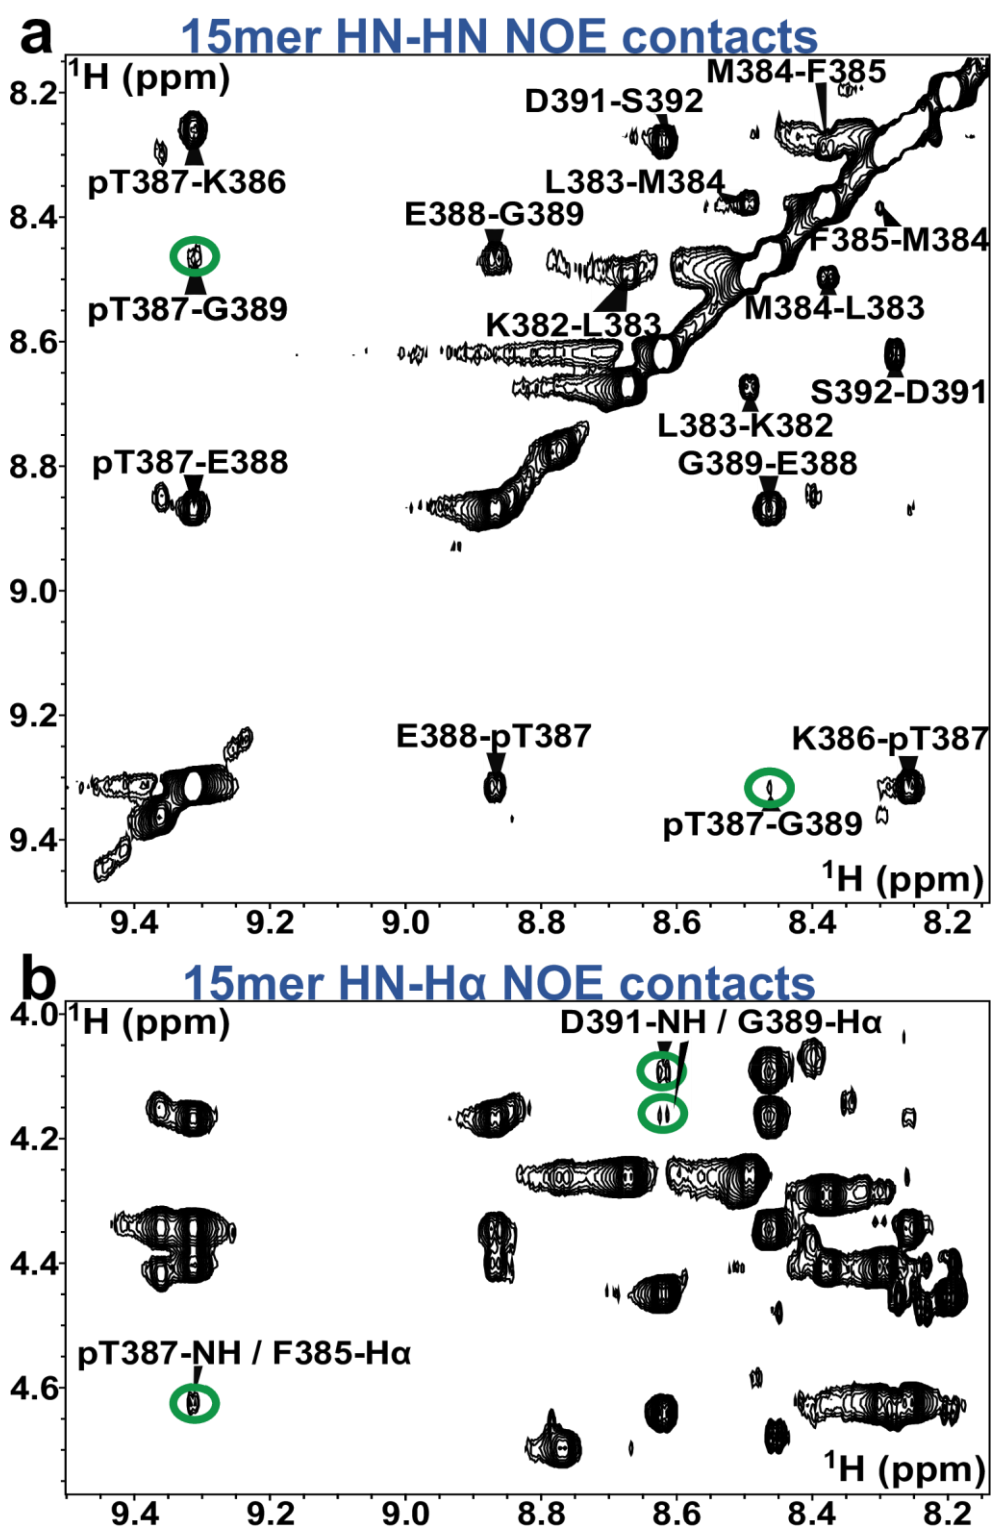 a
15mer HN-HN NOE contacts
¹H (ppm)
M384-F385
8.2
D391-S392
pT387-K386
L383-M384
8.4
E388-G389
F385-M384
pT387-G389
M384-L383
K382-L383
8.6
S392-D391
L383-K382
8.8
pT387-E388
G389-E388
9.0
9.2
E388-pT387
K386-pT387
pT387-G389
9.4
¹H (ppm)
9.4 9.2 9.0 8.8 8.6 8.4 8.2
b
15mer HN-Hα NOE contacts
4.0
¹H (ppm)
D391-NH / G389-Hα
4.2
4.4
pT387-NH / F385-Hα
4.6
¹H (ppm)
9.4 9.2 9.0 8.8 8.6 8.4 8.2